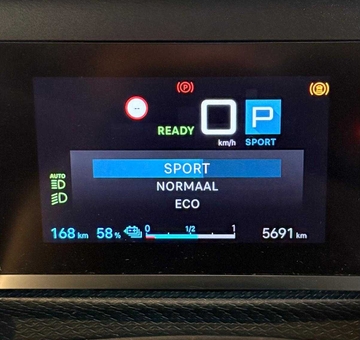 (P)
--
READY 0 P
km/h SPORT
SPORT
NORMAAL
ECO
AUTO
168 km 58% 0 1/2 1 5691 km